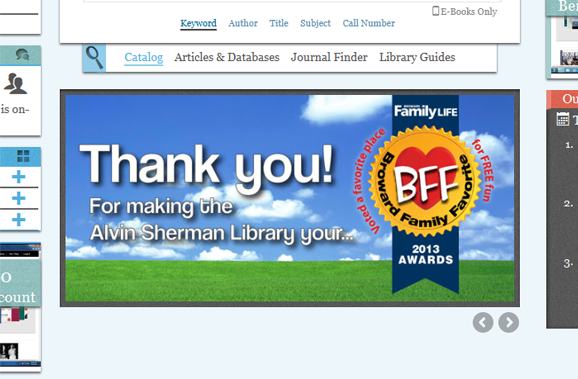 Be
E-Books Only
Keyword Author Title Subject Call Number
Catalog Articles & Databases Journal Finder Library Guides
is on-
Ou
T
1.
2.
3.
Thank you!
For making the
Alvin Sherman Library your...
Family LIFE
Voted a favorite place
for FREE fun
BFF
Broward Family Favorite
2013
AWARDS
O
count